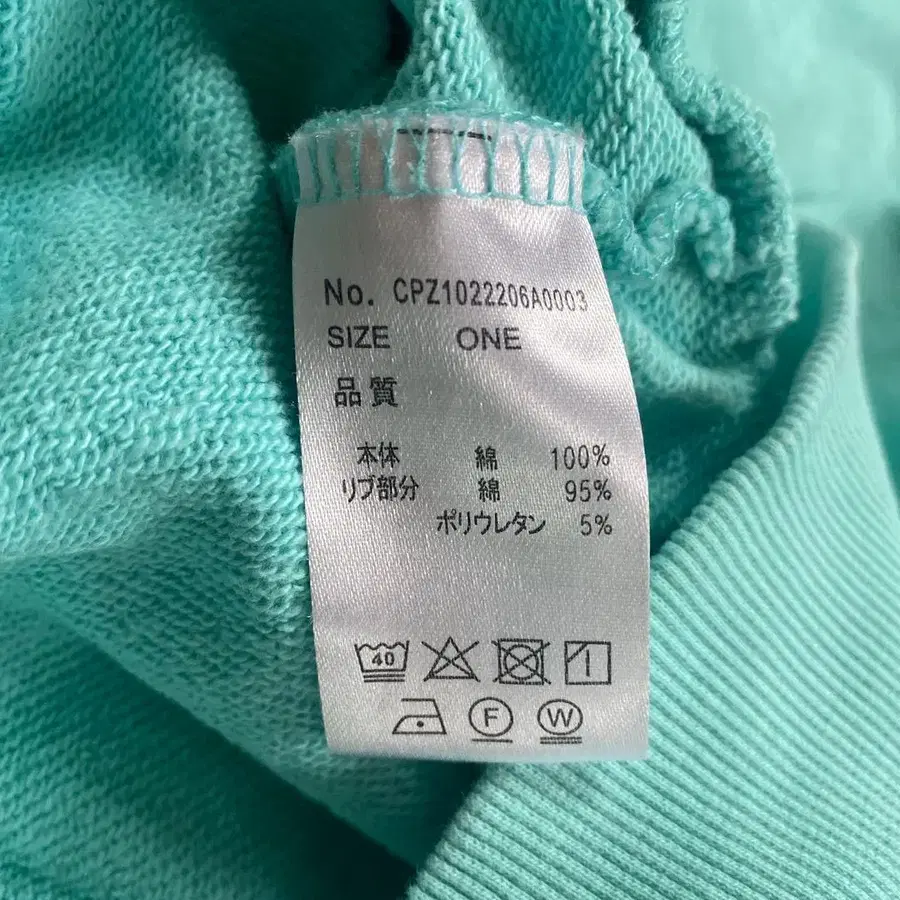 No. CPZ1022206A0003
SIZE ONE
品質
本体 綿 100%
リブ部分 綿 95%
ポリウレタン 5%
40
F W